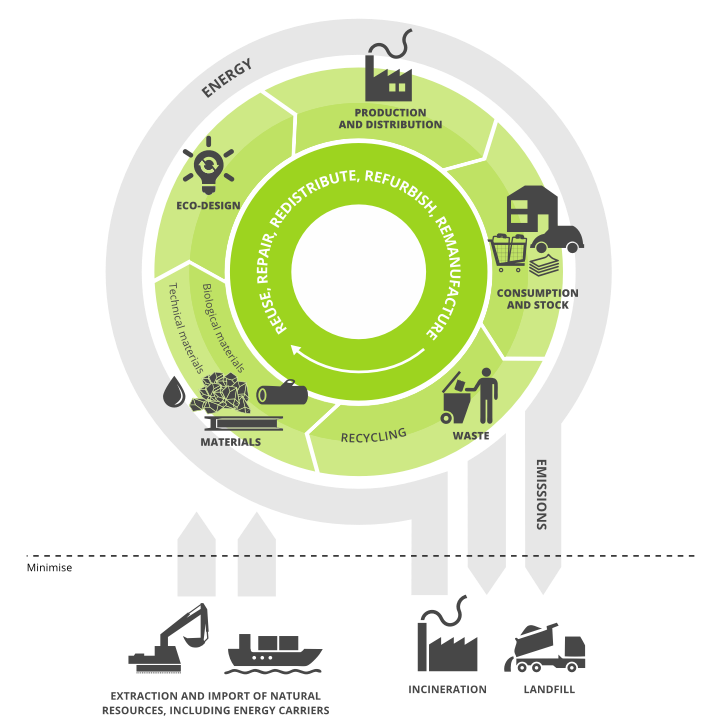 ENERGY
PRODUCTION
AND DISTRIBUTION
ECO-DESIGN
REUSE, REPAIR, REDISTRIBUTE, REFURBISH, REMANUFACTURE
CONSUMPTION
AND STOCK
Technical materials
Biological materials
MATERIALS
RECYCLING
WASTE
EMISSIONS
Minimise
EXTRACTION AND IMPORT OF NATURAL
RESOURCES, INCLUDING ENERGY CARRIERS
INCINERATION
LANDFILL